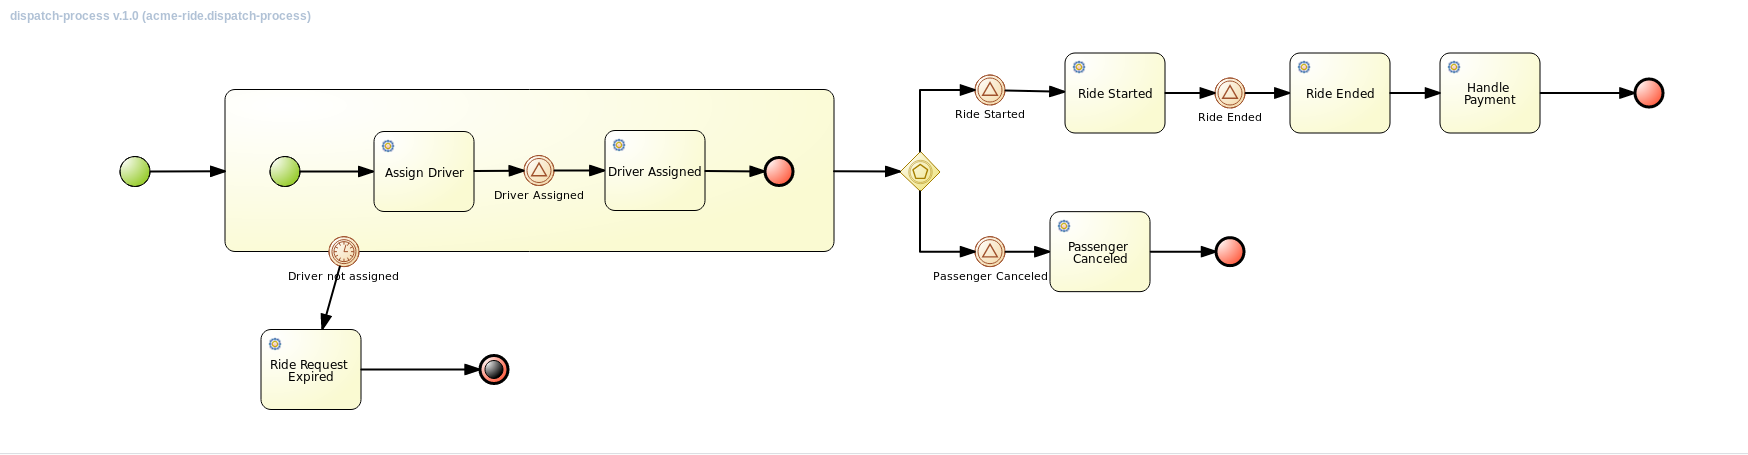 dispatch-process v.1.0 (acme-ride.dispatch-process)
Assign Driver
Driver Assigned
Driver Assigned
Driver not assigned
Ride Request
Expired
Ride Started
Ride Started
Ride Ended
Ride Ended
Handle
Payment
Passenger Canceled
Passenger
Canceled